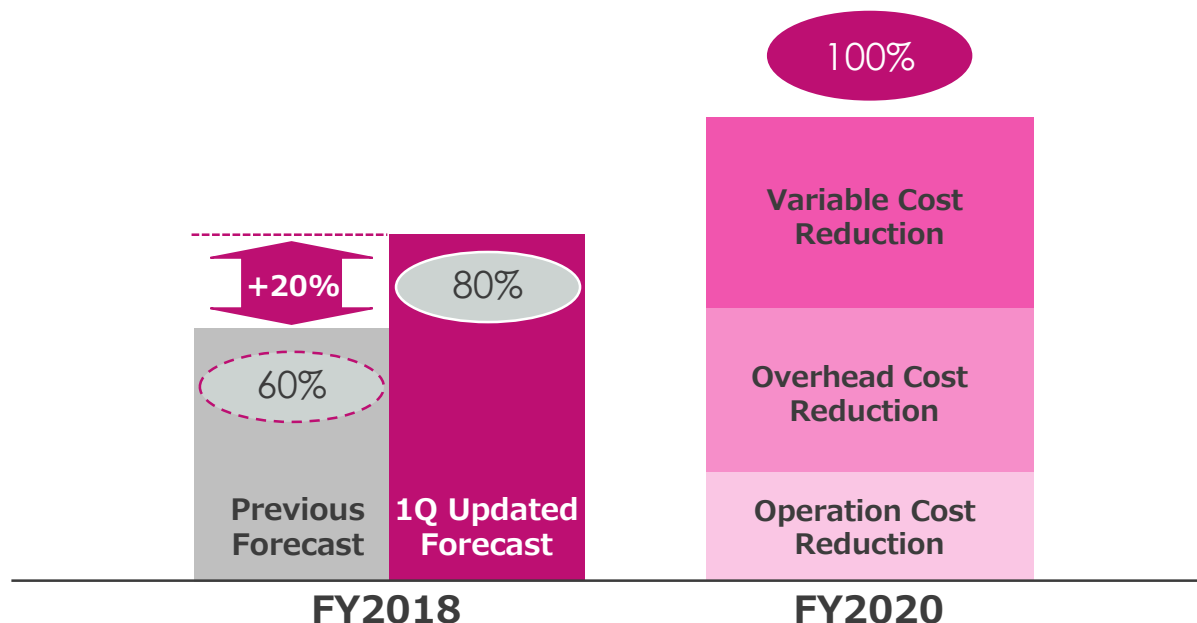 100%
Variable Cost
Reduction
+20%
80%
60%
Overhead Cost
Reduction
Previous
Forecast
1Q Updated
Forecast
Operation Cost
Reduction
FY2018
FY2020